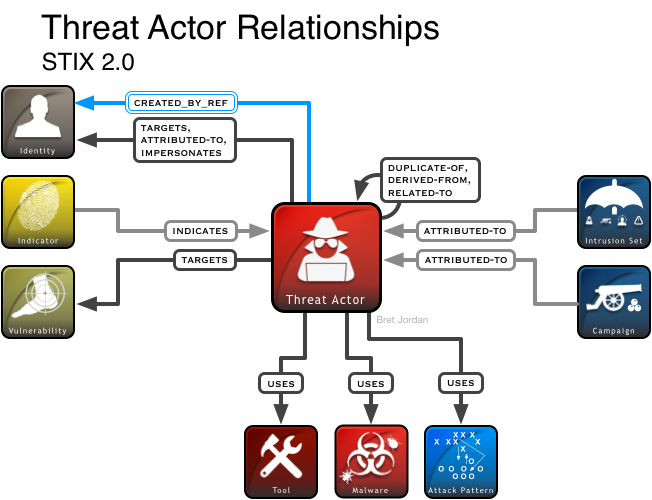 Threat Actor Relationships
STIX 2.0
CREATED_BY_REF
Identity
TARGETS,
ATTRIBUTED-TO,
IMPERSONATES
DUPLICATE-OF,
DERIVED-FROM,
RELATED-TO
Indicator
INDICATES
ATTRIBUTED-TO
Intrusion Set
TARGETS
ATTRIBUTED-TO
Threat Actor
Vulnerability
Campaign
Bret Jordan
USES
USES
USES
X X X
X X X X
X
O
O O O O O
Tool
Malware
Attack Pattern